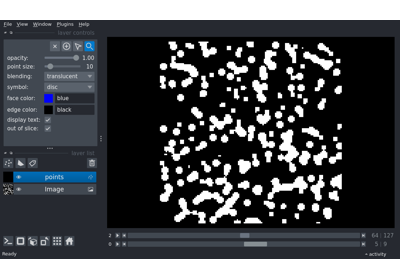 File View Window Plugins Help
layer controls
opacity: 1.00
point size: 10
blending: translucent
symbol: disc
face color: blue
edge color: black
display text:
out of slice:
layer list
points
Image
2 64 127
0 5 9
Ready activity